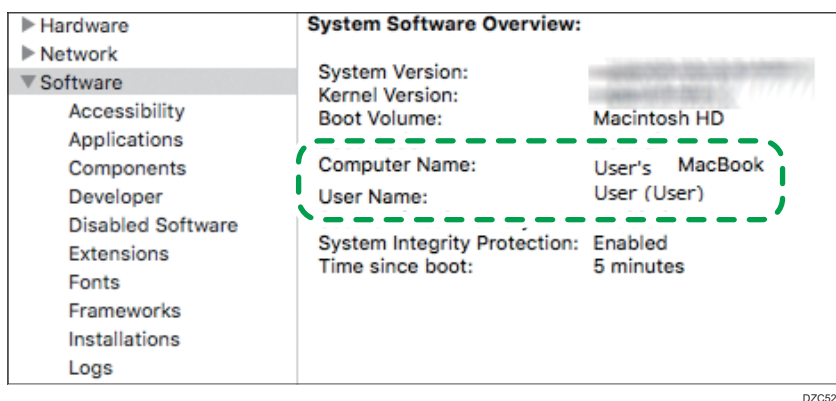 Hardware
Network
Software
Accessibility
Applications
Components
Developer
Disabled Software
Extensions
Fonts
Frameworks
Installations
Logs
System Software Overview:
System Version:
Kernel Version:
Boot Volume: Macintosh HD
Computer Name: User's MacBook
User Name: User (User)
System Integrity Protection: Enabled
Time since boot: 5 minutes